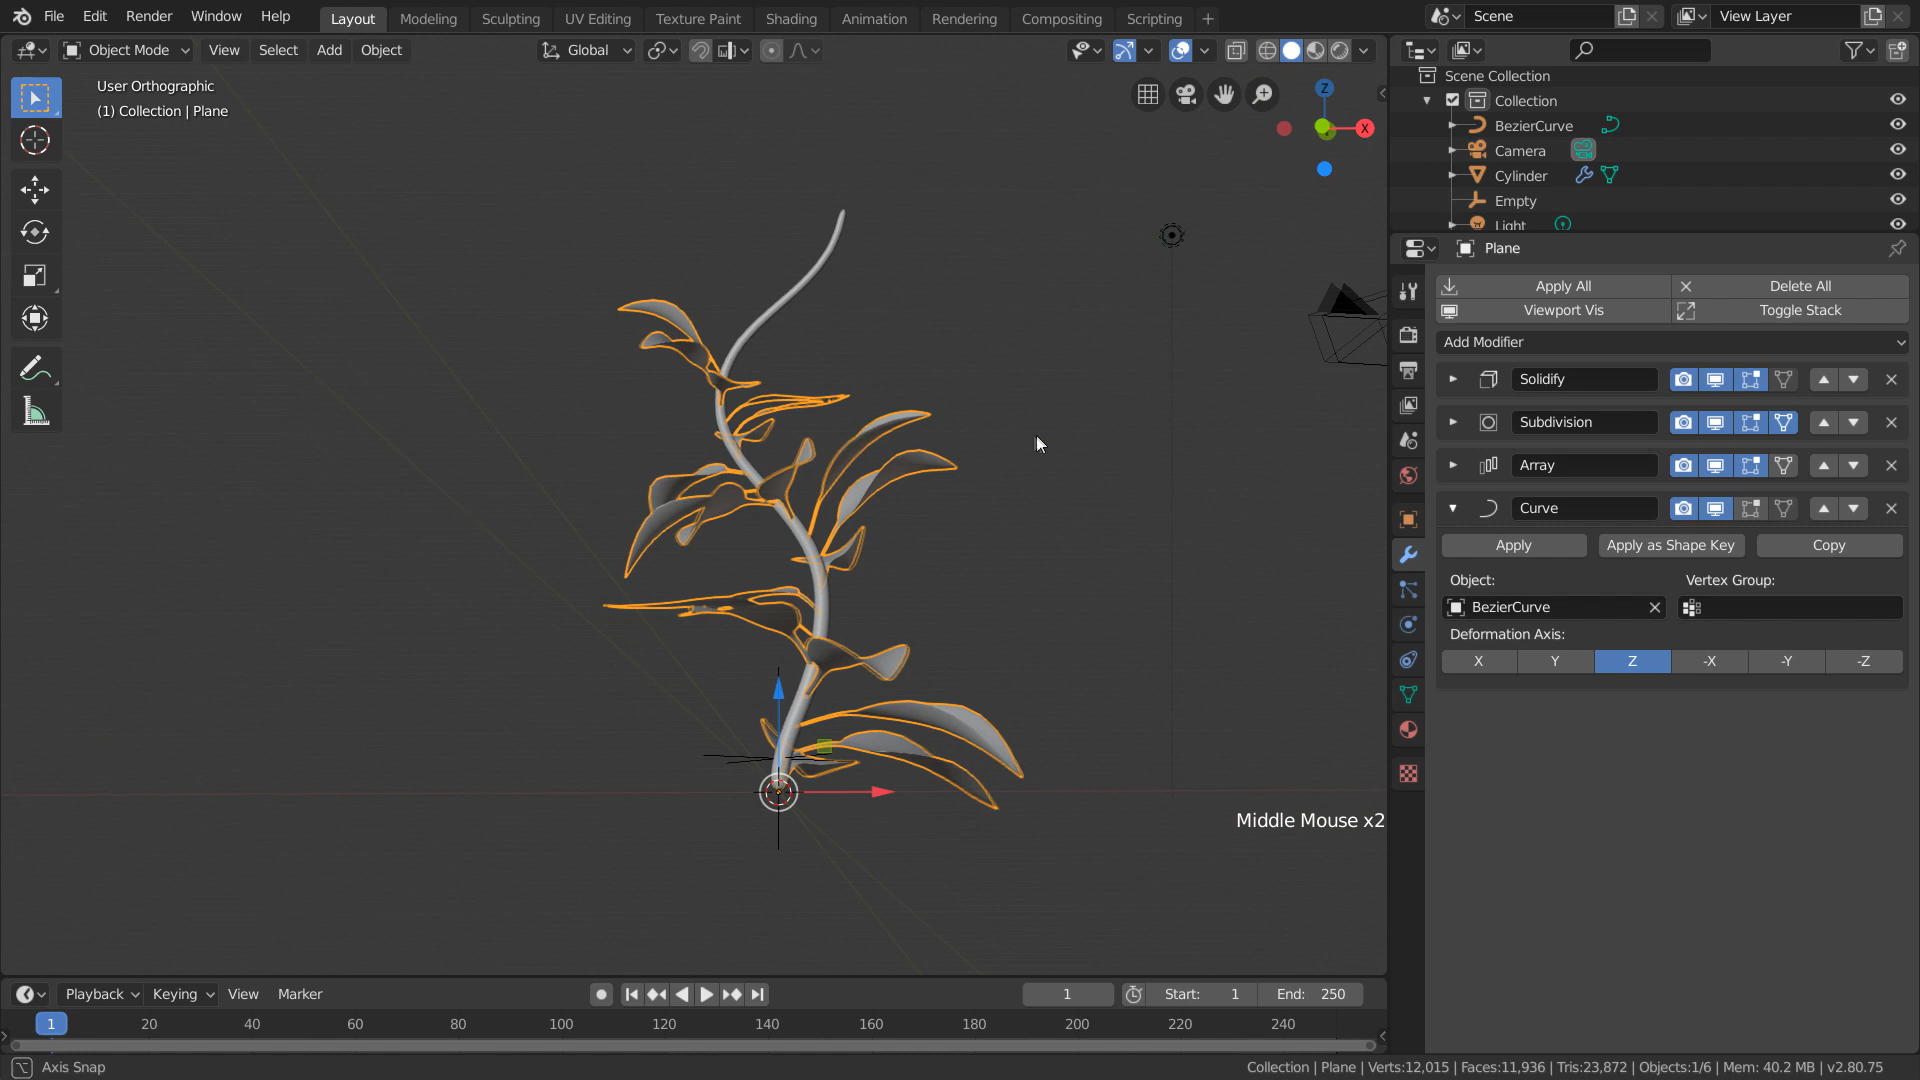 File Edit Render Window Help Layout Modeling Sculpting UV Editing Texture Paint Shading Animation Rendering Compositing Scripting + Scene View Layer
Object Mode View Select Add Object Global
User Orthographic
(1) Collection | Plane
Z
X
Scene Collection
Collection
BezierCurve
Camera
Cylinder
Empty
Light
Plane
Apply All Delete All
Viewport Vis Toggle Stack
Add Modifier
Solidify
Subdivision
Array
Curve
Apply Apply as Shape Key Copy
Object: Vertex Group:
BezierCurve
Deformation Axis:
X Y Z -X -Y -Z
Middle Mouse x2
Playback Keying View Marker 1 Start: 1 End: 250
1 20 40 60 80 100 120 140 160 180 200 220 240
Axis Snap
Collection | Plane | Verts:12,015 | Faces:11,936 | Tris:23,872 | Objects:1/6 | Mem: 40.2 MB | v2.80.75